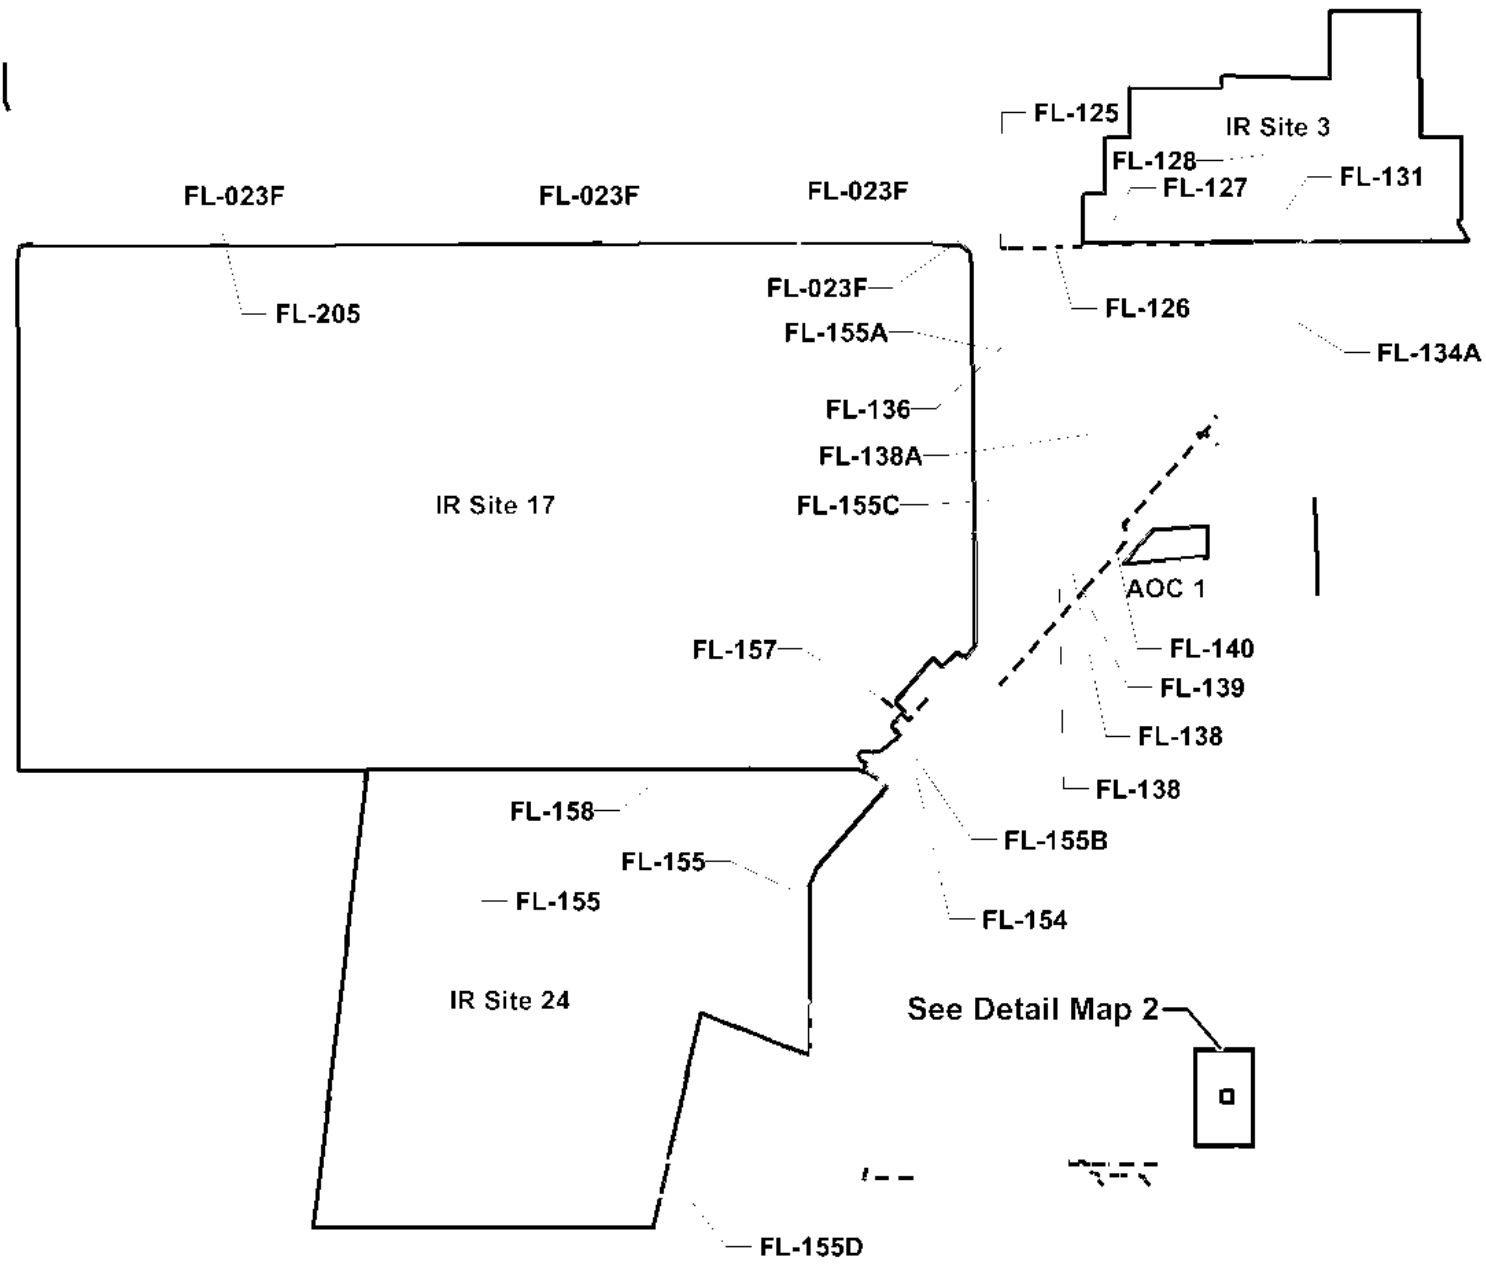 FL-125
IR Site 3
FL-128
FL-131
FL-127
FL-023F
FL-023F
FL-023F
FL-023F
FL-126
FL-205
FL-155A
FL-134A
FL-136
FL-138A
IR Site 17
FL-155C
AOC 1
FL-157
FL-140
FL-139
FL-138
FL-138
FL-158
FL-155B
FL-155
FL-155
FL-154
IR Site 24
See Detail Map 2
FL-155D